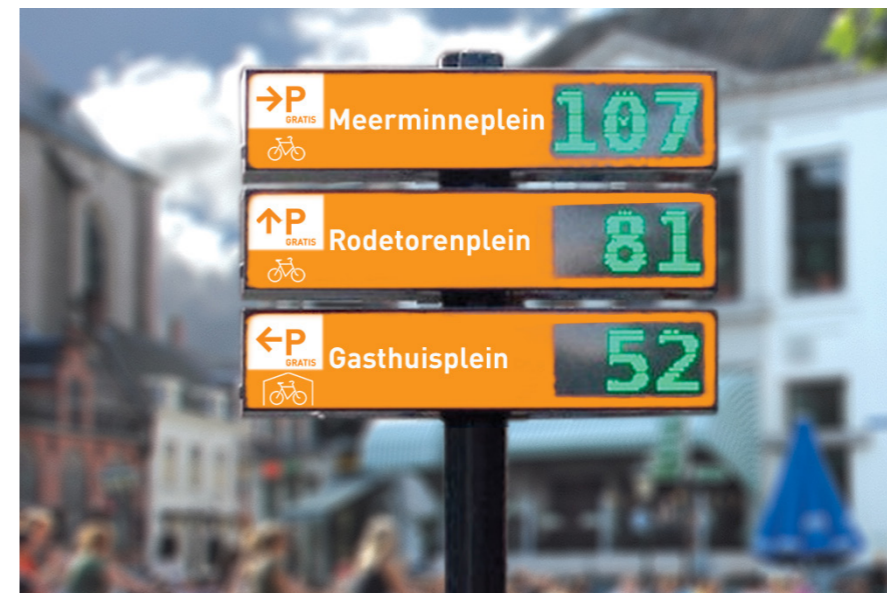 →P
GRATIS
Meerminneplein 107
↑P
GRATIS
Rodetorenplein 81
←P
GRATIS
Gasthuisplein 52